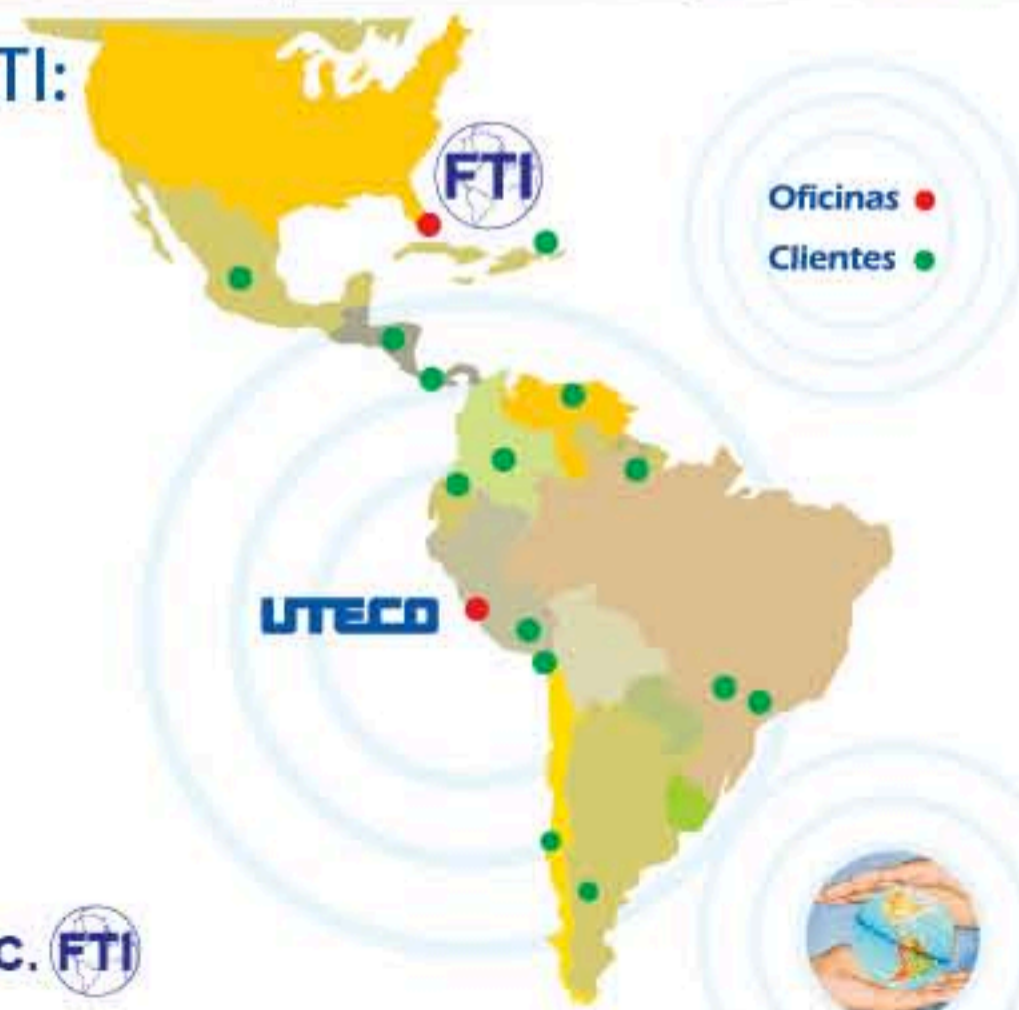 TI:
FTI
Oficinas
Clientes
UTECO
c. FTI